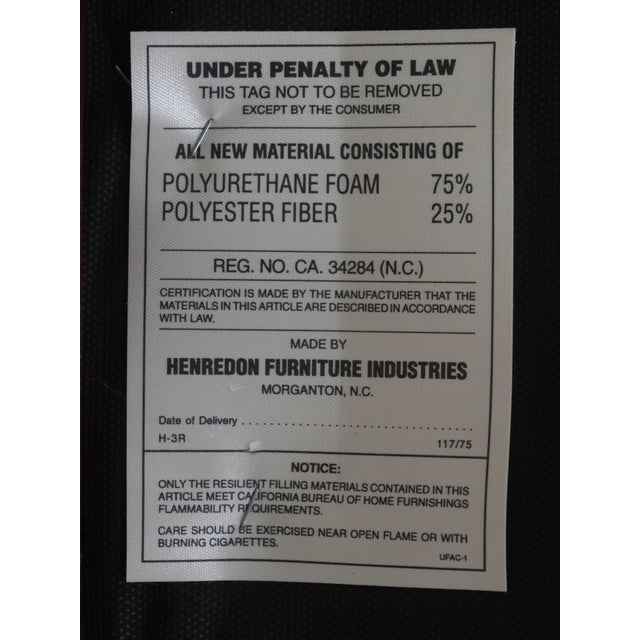 UNDER PENALTY OF LAW
THIS TAG NOT TO BE REMOVED
EXCEPT BY THE CONSUMER
ALL NEW MATERIAL CONSISTING OF
POLYURETHANE FOAM 75%
POLYESTER FIBER 25%
REG. NO. CA. 34284 (N.C.)
CERTIFICATION IS MADE BY THE MANUFACTURER THAT THE
MATERIALS IN THIS ARTICLE ARE DESCRIBED IN ACCORDANCE
WITH LAW.
MADE BY
HENREDON FURNITURE INDUSTRIES
MORGANTON, N.C.
Date of Delivery ........................................
H-3R 117/75
NOTICE:
ONLY THE RESILIENT FILLING MATERIALS CONTAINED IN THIS
ARTICLE MEET CALIFORNIA BUREAU OF HOME FURNISHINGS
FLAMMABILITY REQUIREMENTS.
CARE SHOULD BE EXERCISED NEAR OPEN FLAME OR WITH
BURNING CIGARETTES.
UFAC-1